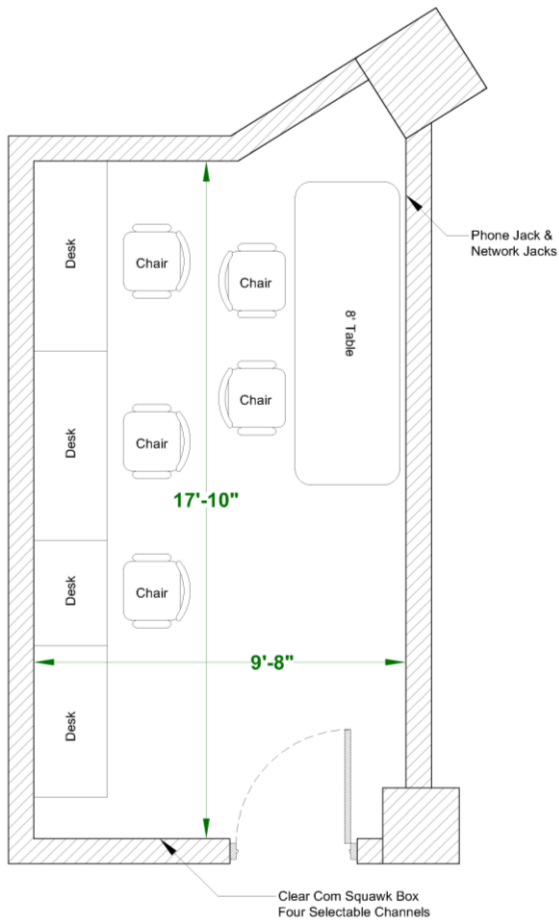 Phone Jack &
Network Jacks
Desk
Chair
Chair
8' Table
Chair
Desk
Chair
17'-10"
Desk
Chair
9'-8"
Desk
Clear Com Squawk Box
Four Selectable Channels